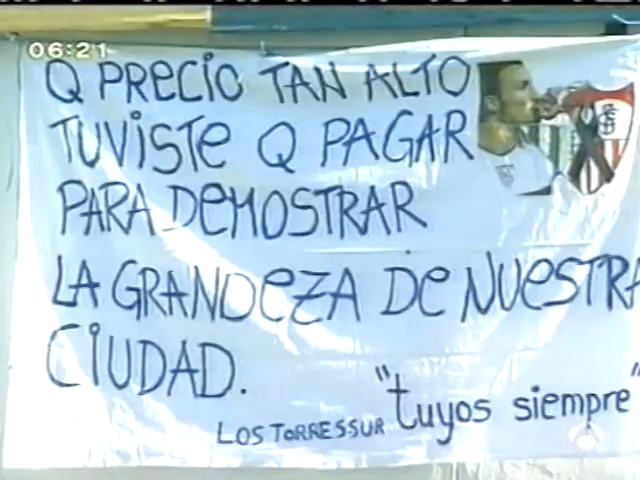 06:21
Q PRECIO TAN ALTO
TUVISTE Q PAGAR
PARA DEMOSTRAR
LA GRANDEZA DE NUESTRA
CIUDAD.
"tuyos siempre"
LOS TORRESSUR